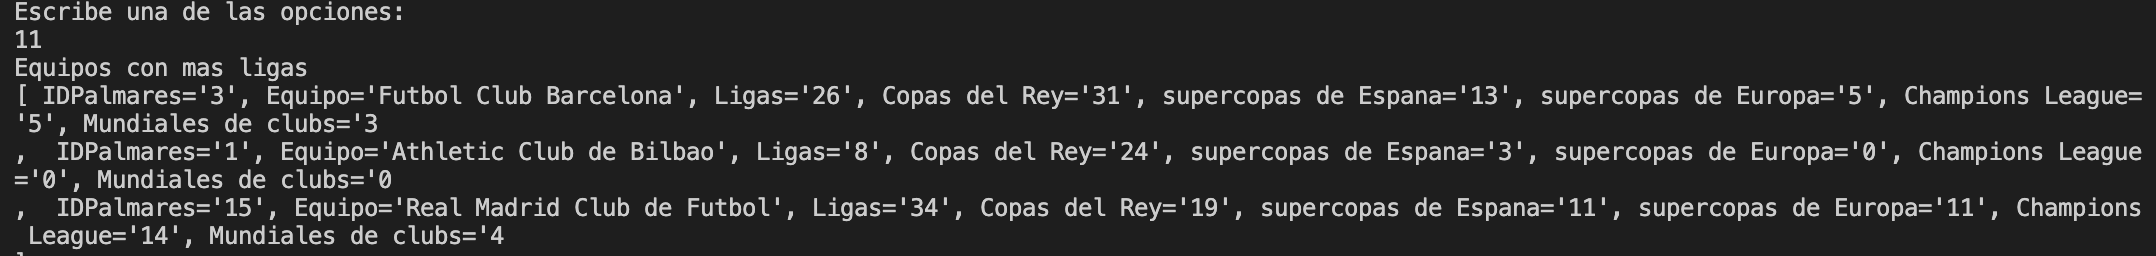 Escribe una de las opciones:
11
Equipos con mas ligas
[ IDPalmares='3', Equipo='Futbol Club Barcelona', Ligas='26', Copas del Rey='31', supercopas de Espana='13', supercopas de Europa='5', Champions League=
'5', Mundiales de clubs='3
,  IDPalmares='1', Equipo='Athletic Club de Bilbao', Ligas='8', Copas del Rey='24', supercopas de Espana='3', supercopas de Europa='0', Champions League
='0', Mundiales de clubs='0
,  IDPalmares='15', Equipo='Real Madrid Club de Futbol', Ligas='34', Copas del Rey='19', supercopas de Espana='11', supercopas de Europa='11', Champions
 League='14', Mundiales de clubs='4